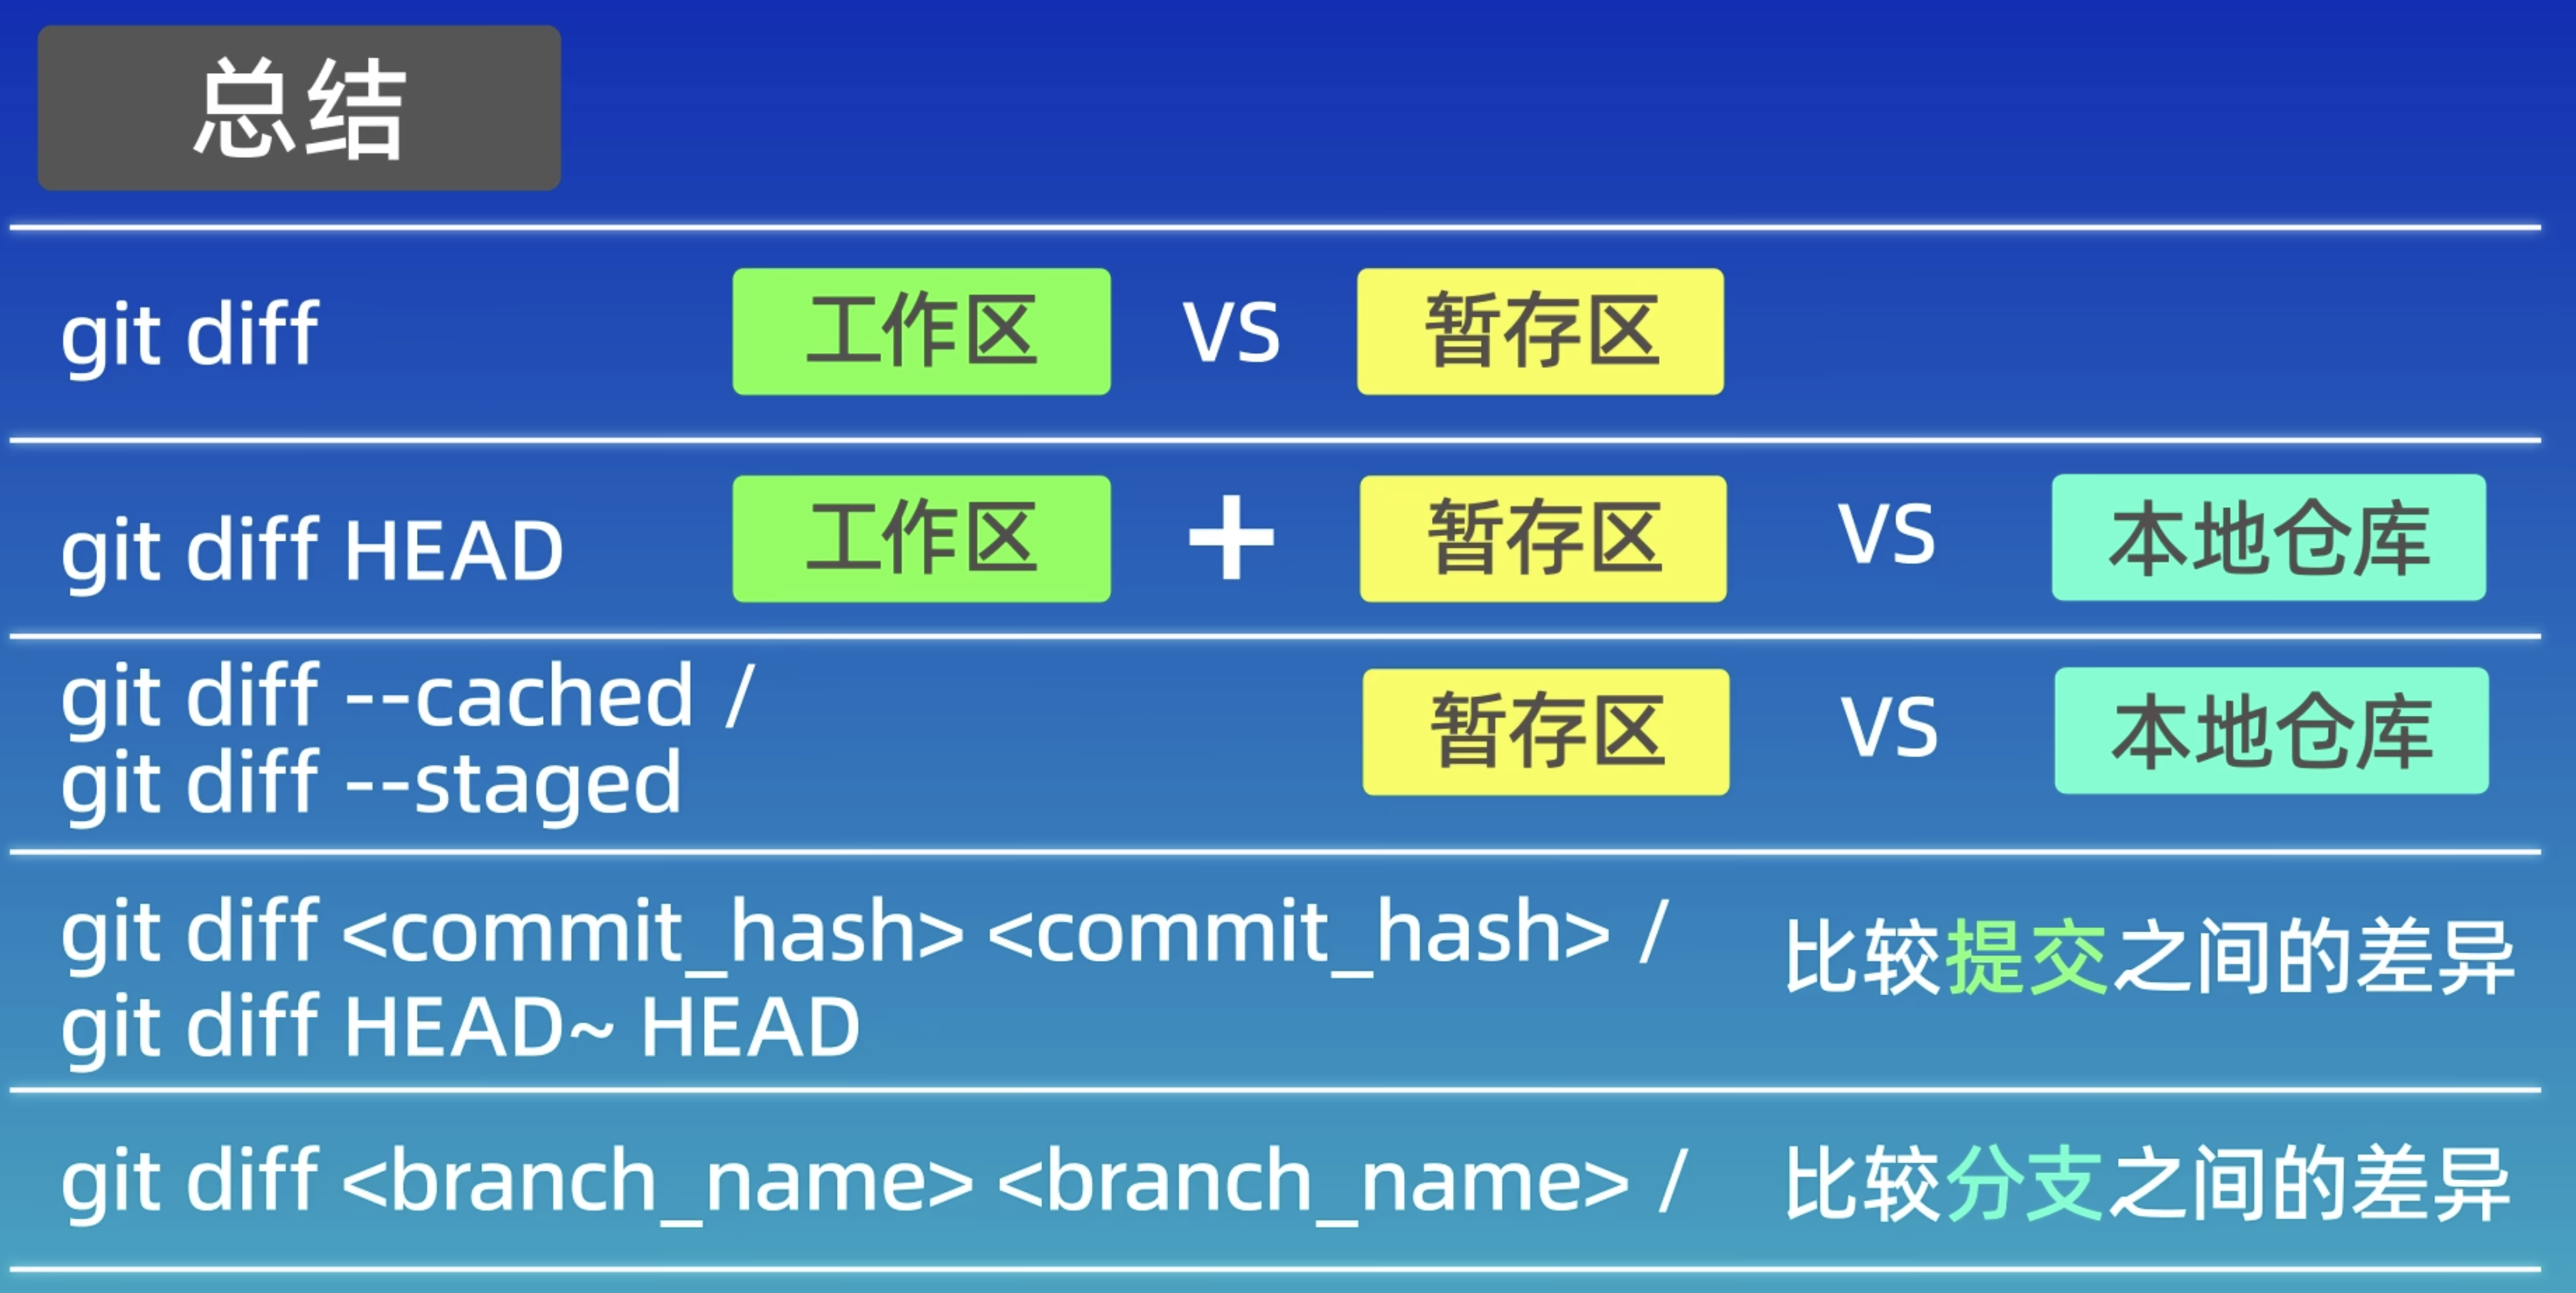 总结
git diff 工作区 VS 暂存区
git diff HEAD 工作区 + 暂存区 VS 本地仓库
git diff --cached /
git diff --staged
暂存区 VS 本地仓库
git diff <commit_hash> <commit_hash> /
git diff HEAD~ HEAD
比较提交之间的差异
git diff <branch_name> <branch_name> / 比较分支之间的差异